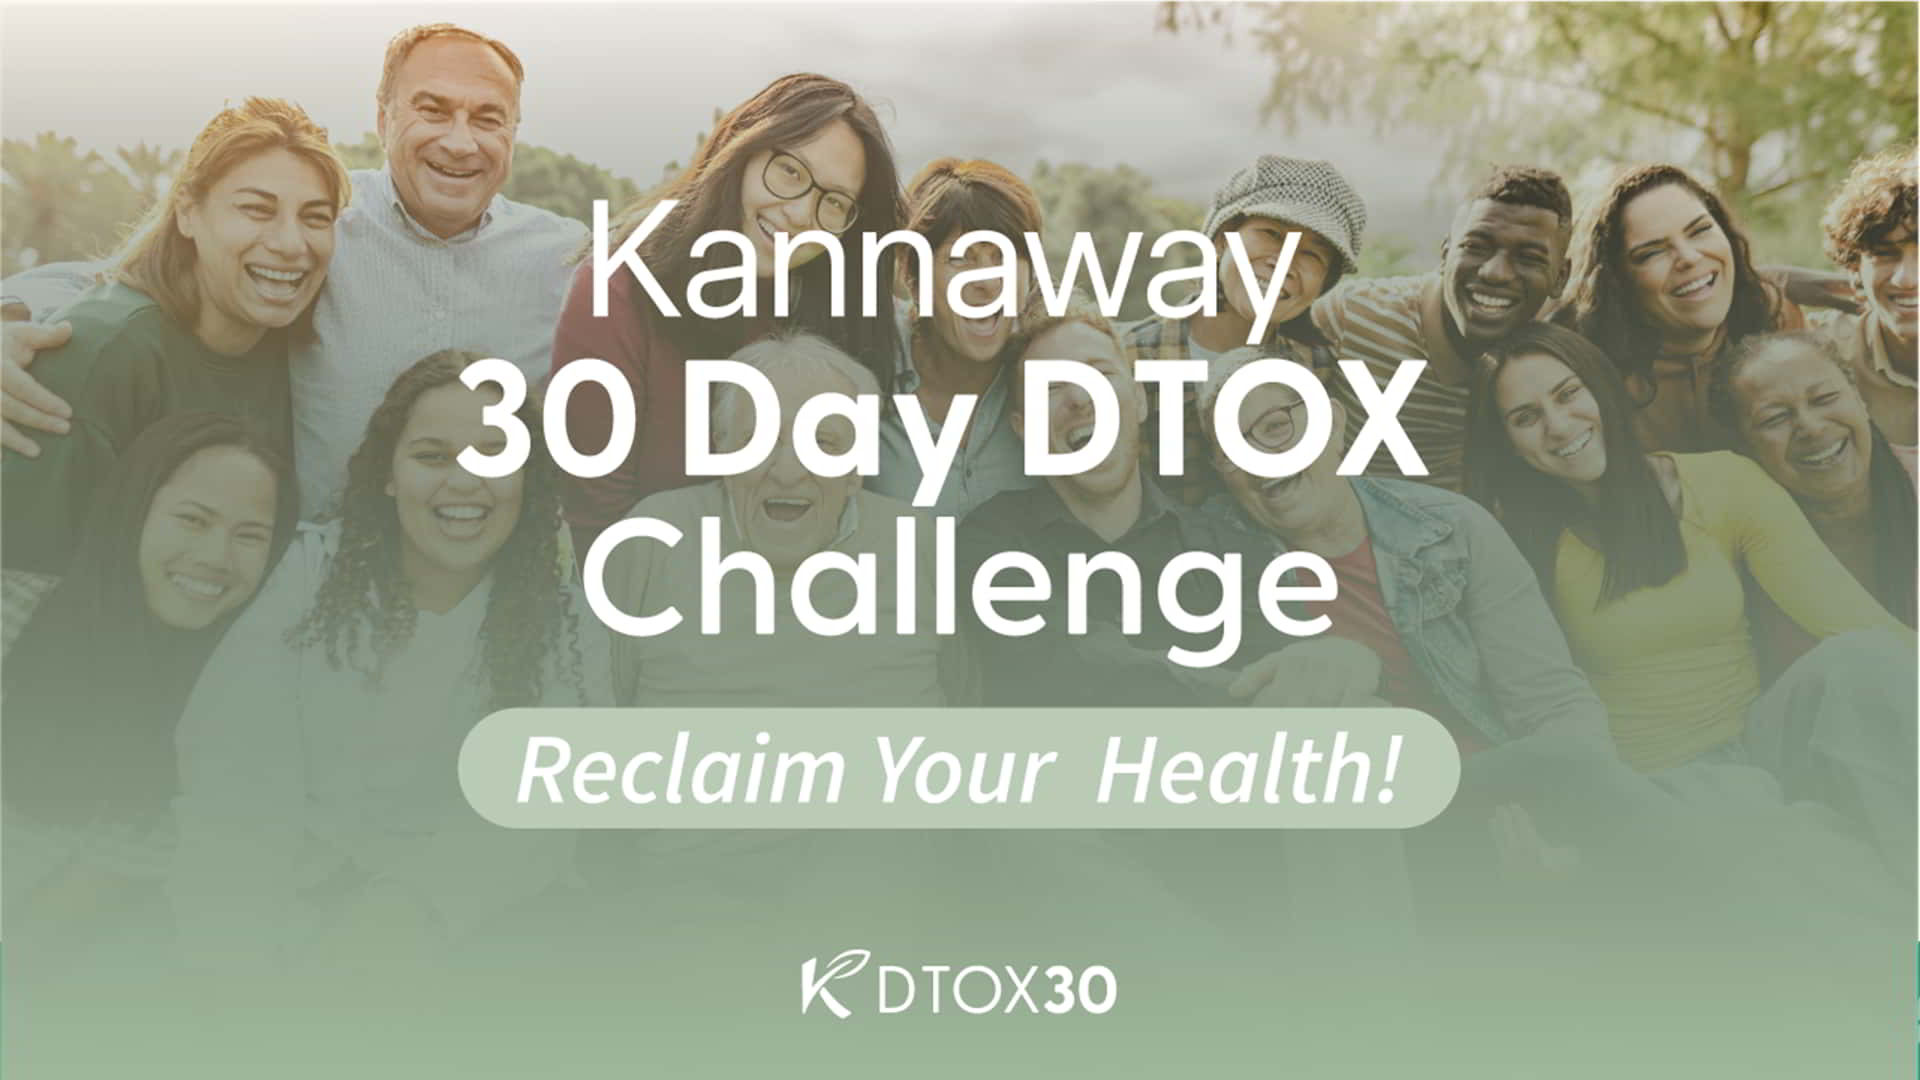 Kannaway
30 Day DTOX
Challenge
Reclaim Your Health!
K DTOX30